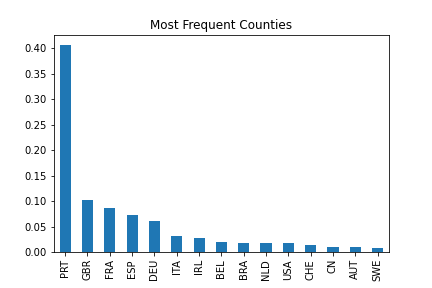 Most Frequent Counties
0.40
0.35
0.30
0.25
0.20
0.15
0.10
0.05
0.00
PRT
GBR
FRA
ESP
DEU
ITA
IRL
BEL
BRA
NLD
USA
CHE
CN
AUT
SWE